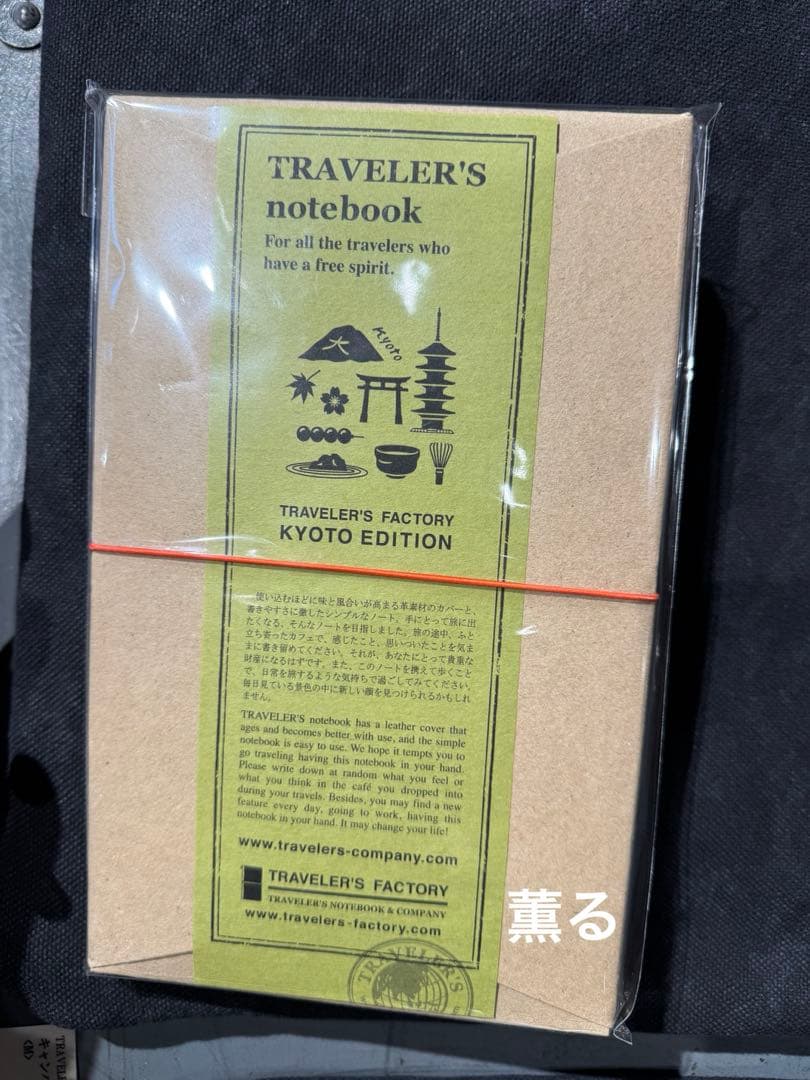 TRAVELER'S
notebook
For all the travelers who
have a free spirit.
大
Kyoto
TRAVELER'S FACTORY
KYOTO EDITION
使い込むほどに味と風合いが高まる革素材のカバーと、
書きやすさに徹したシンプルなノート。手にとって旅に出
たくなる、そんなノートを目指しました。旅の途中、ふと
立ち寄ったカフェで、感じたこと、思いついたことを気ま
まに書き留めてください。それが、あなたにとって貴重な
財産になるはずです。また、このノートを携えて歩くこと
で、日常を旅するような気持ちで過ごしてみてください。
毎日見ている景色の中に新しい顔を見つけられるかもしれ
ません。
TRAVELER'S notebook has a leather cover that
ages and becomes better with use, and the simple
notebook is easy to use. We hope it tempts you to
go traveling having this notebook in your hand.
Please write down at random what you feel or
what you think in the café you dropped into
during your travels. Besides, you may find a new
feature every day, going to work, having this
notebook in your hand. It may change your life!
www.travelers-company.com
TRAVELER'S FACTORY
TRAVELER'S NOTEBOOK & COMPANY
www.travelers-factory.com
薫る
TRAVELER'S
TRAVEL
キャン
〈M〉